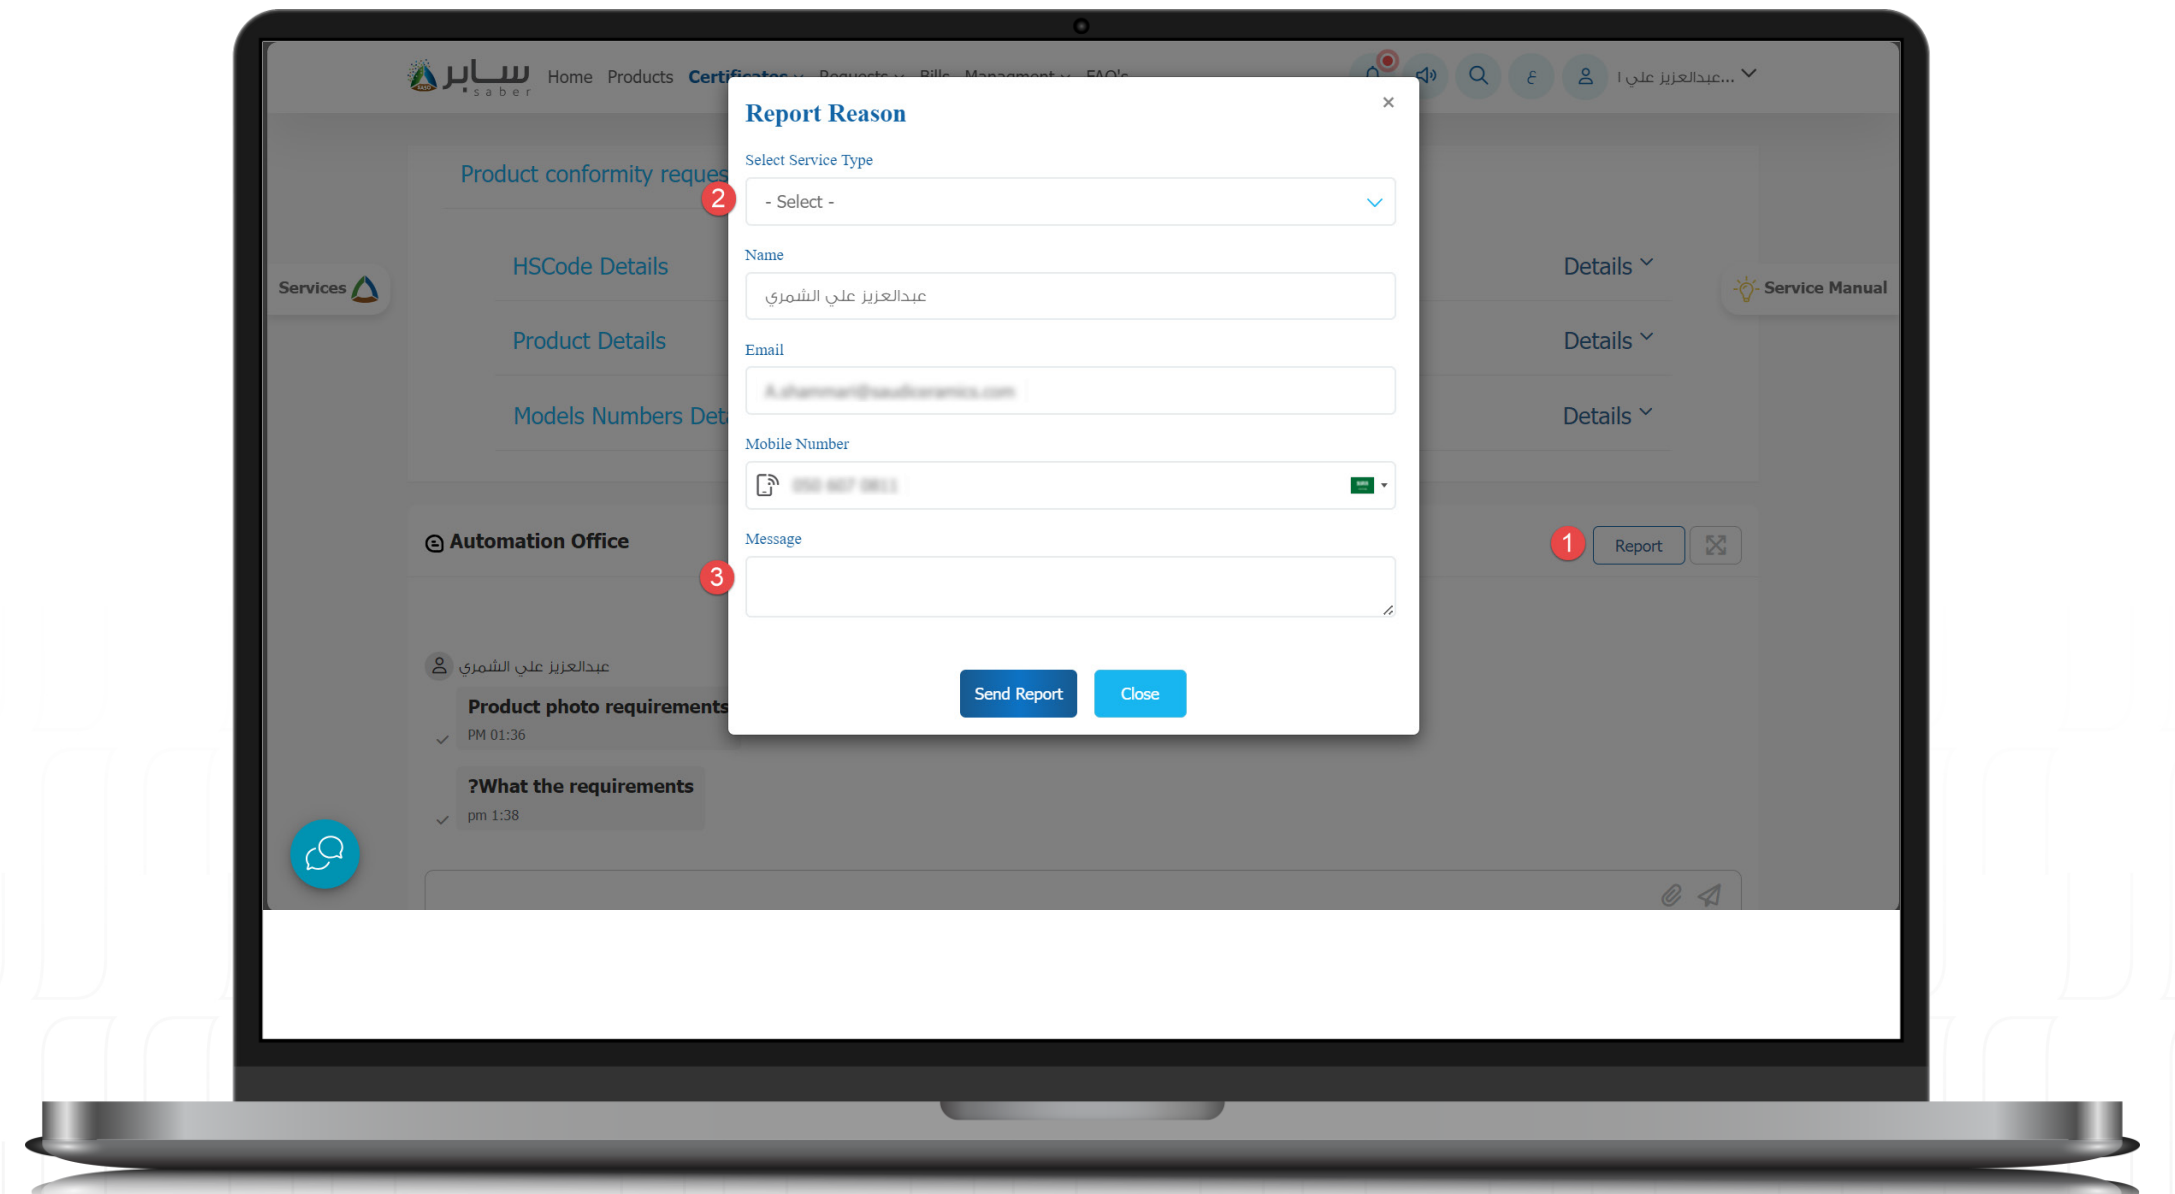 سابر
saber
Home Products Certificates Requests Bills Managment FAQ's
ع
عبدالعزيز علي ا...
Report Reason
×
Select Service Type
2
- Select -
Name
عبدالعزيز علي الشمري
Email
Mobile Number
Message
3
Send Report Close
Product conformity reques
HSCode Details
Details
Services
Service Manual
Product Details
Details
Models Numbers Deta
Details
Automation Office
1
Report
عبدالعزيز علي الشمري
Product photo requirements
PM 01:36
?What the requirements
pm 1:38